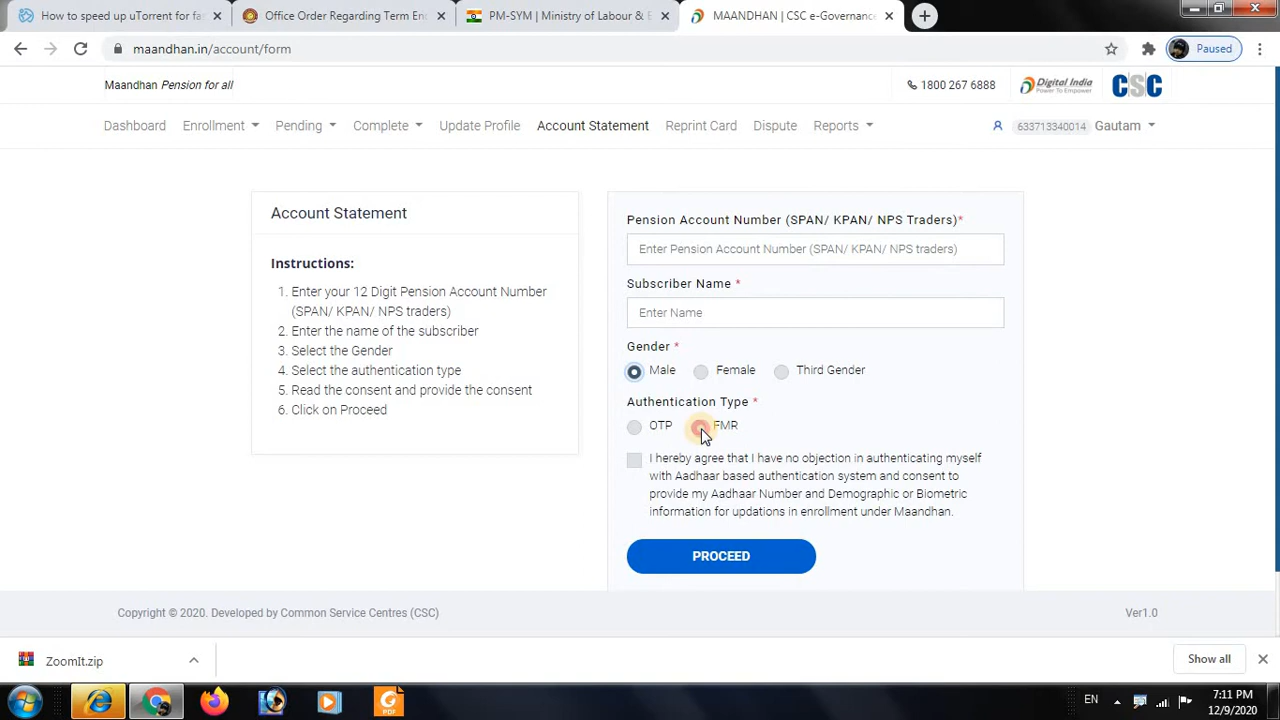 How to speed up uTorrent for fa
Office Order Regarding Term En
PM-SYM | Ministry of Labour & E
MAANDHAN | CSC e-Governance
maandhan.in/account/form
Paused
Maandhan Pension for all
1800 267 6888
Digital India
Power To Empower
CSC
Dashboard
Enrollment
Pending
Complete
Update Profile
Account Statement
Reprint Card
Dispute
Reports
633713340014
Gautam
Account Statement
Instructions:
1. Enter your 12 Digit Pension Account Number
(SPAN/ KPAN/ NPS traders)
2. Enter the name of the subscriber
3. Select the Gender
4. Select the authentication type
5. Read the consent and provide the consent
6. Click on Proceed
Pension Account Number (SPAN/ KPAN/ NPS Traders)*
Enter Pension Account Number (SPAN/ KPAN/ NPS traders)
Subscriber Name *
Enter Name
Gender *
Male
Female
Third Gender
Authentication Type *
OTP
FMR
I hereby agree that I have no objection in authenticating myself
with Aadhaar based authentication system and consent to
provide my Aadhaar Number and Demographic or Biometric
information for updations in enrollment under Maandhan.
PROCEED
Copyright © 2020. Developed by Common Service Centres (CSC)
Ver1.0
ZoomIt.zip
Show all
PDF
EN
7:11 PM
12/9/2020